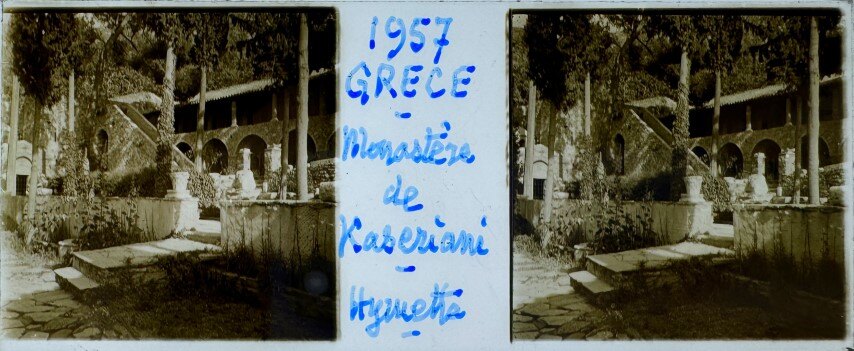 1957
GRECE
Monastère
de
Kaseriani
Hymette